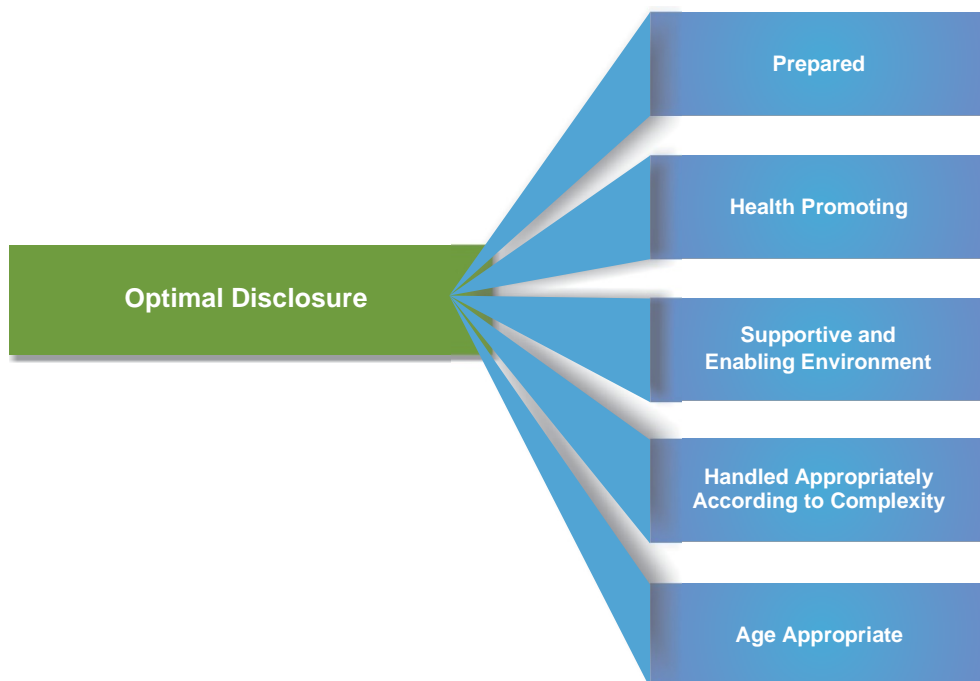 Prepared
Health Promoting
Optimal Disclosure
Supportive and
Enabling Environment
Handled Appropriately
According to Complexity
Age Appropriate